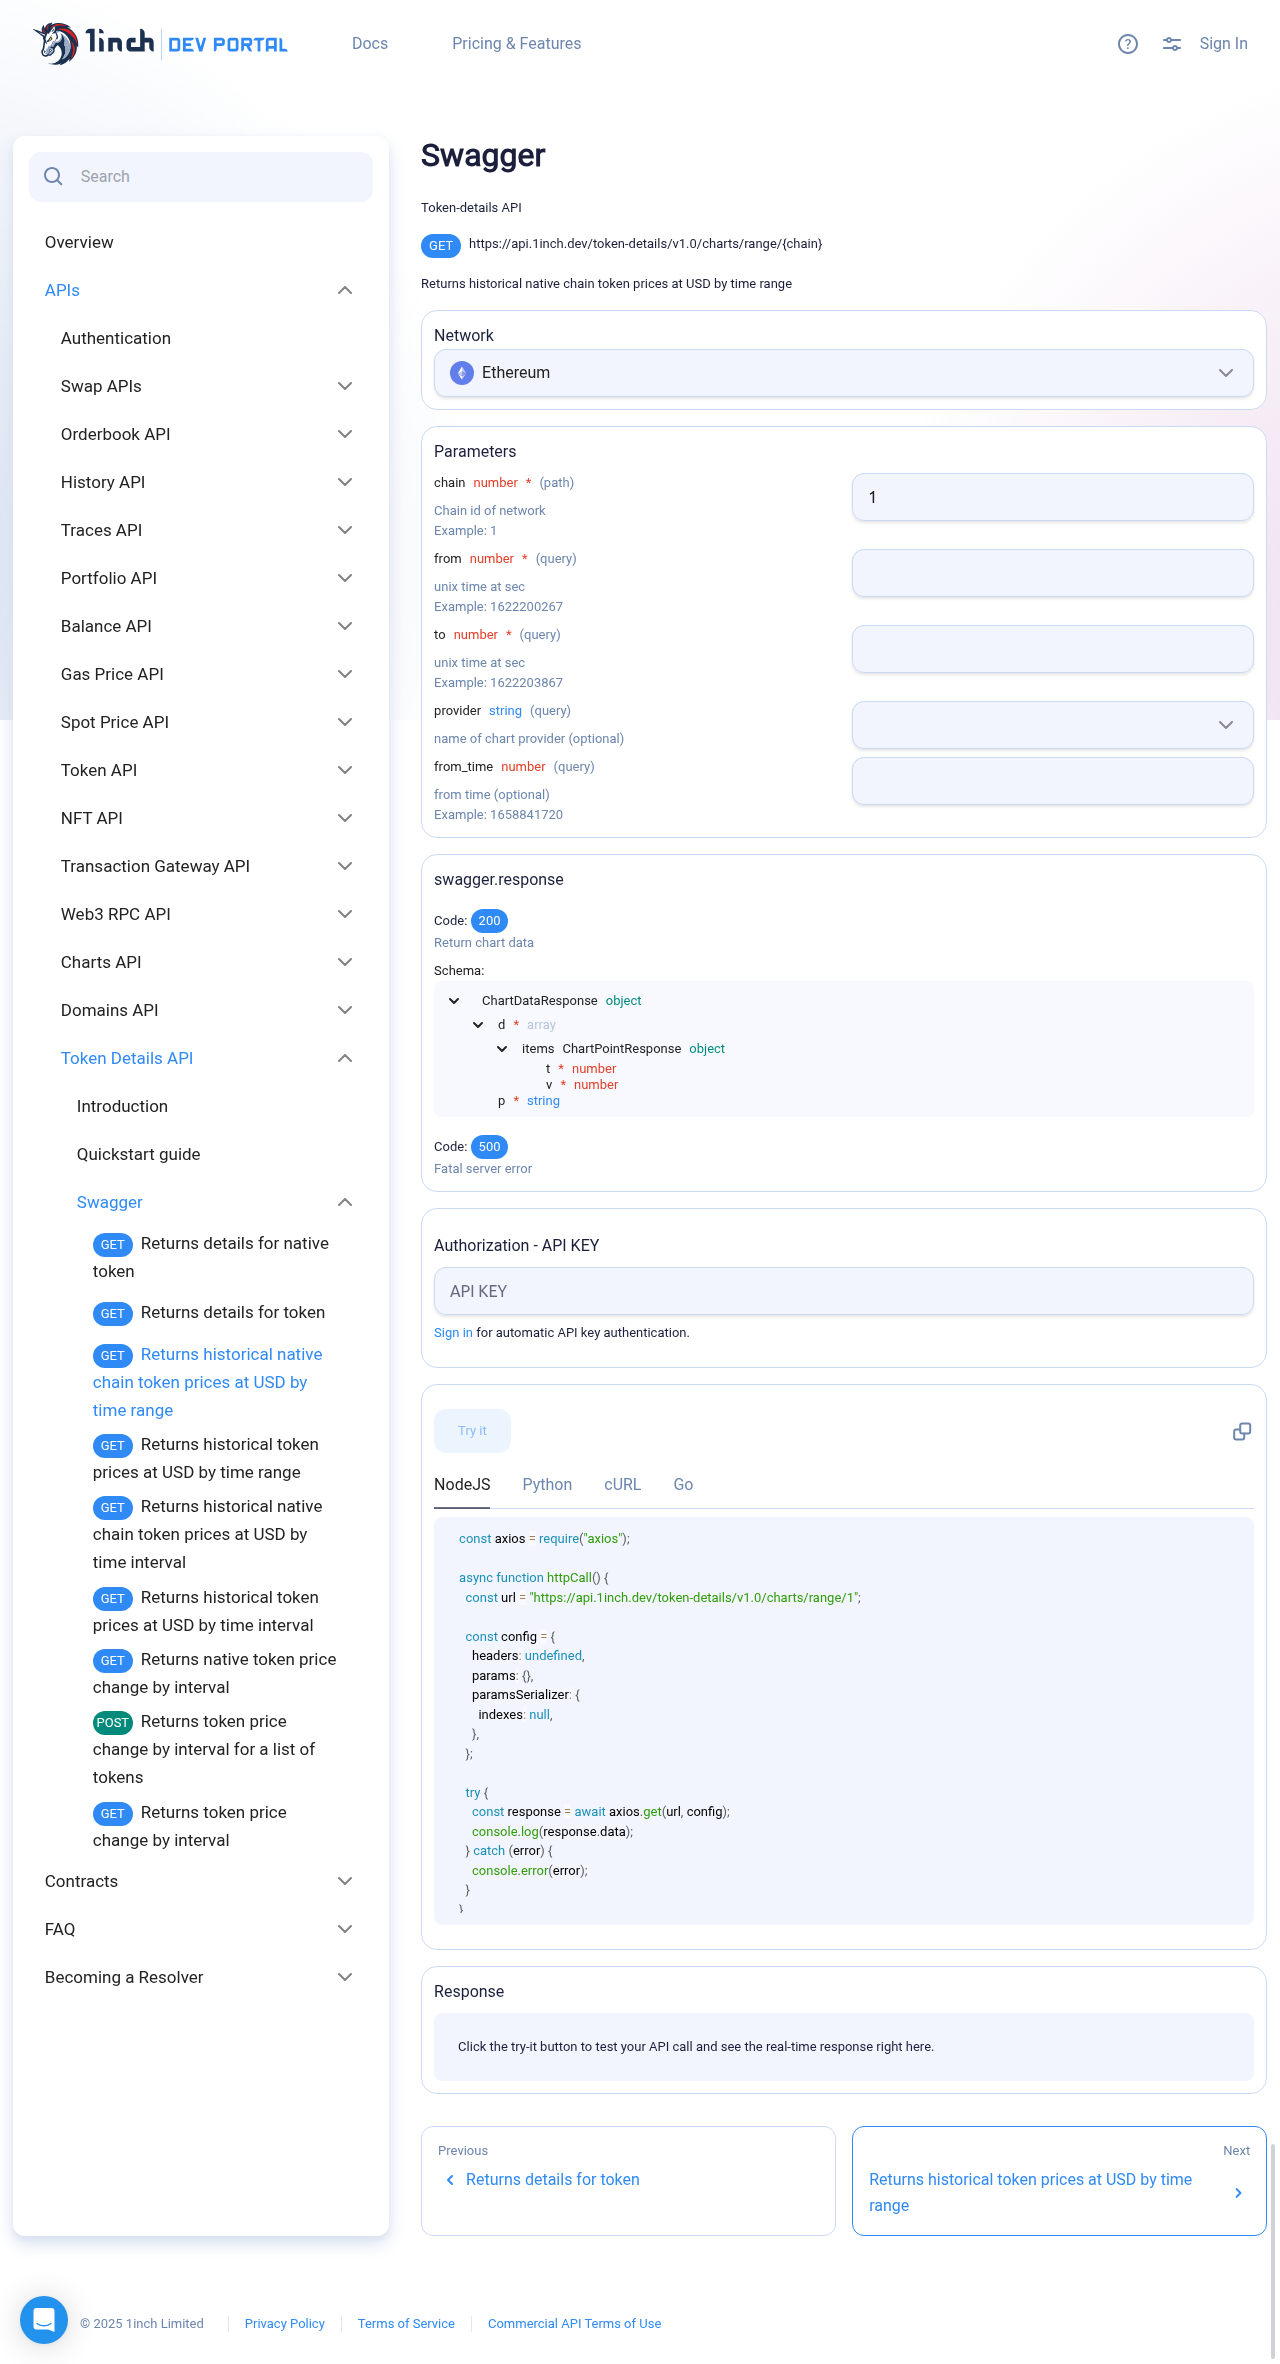 1inch DEV PORTAL
Docs
Pricing & Features
Sign In
Search
Overview
APIs
Authentication
Swap APIs
Orderbook API
History API
Traces API
Portfolio API
Balance API
Gas Price API
Spot Price API
Token API
NFT API
Transaction Gateway API
Web3 RPC API
Charts API
Domains API
Token Details API
Introduction
Quickstart guide
Swagger
GET Returns details for native
token
GET Returns details for token
GET Returns historical native
chain token prices at USD by
time range
GET Returns historical token
prices at USD by time range
GET Returns historical native
chain token prices at USD by
time interval
GET Returns historical token
prices at USD by time interval
GET Returns native token price
change by interval
POST Returns token price
change by interval for a list of
tokens
GET Returns token price
change by interval
Contracts
FAQ
Becoming a Resolver
Swagger
Token-details API
GET https://api.1inch.dev/token-details/v1.0/charts/range/{chain}
Returns historical native chain token prices at USD by time range
Network
Ethereum
Parameters
chain number * (path)
1
Chain id of network
Example: 1
from number * (query)
unix time at sec
Example: 1622200267
to number * (query)
unix time at sec
Example: 1622203867
provider string (query)
name of chart provider (optional)
from_time number (query)
from time (optional)
Example: 1658841720
swagger.response
Code: 200
Return chart data
Schema:
ChartDataResponse object
d * array
items ChartPointResponse object
t * number
v * number
p * string
Code: 500
Fatal server error
Authorization - API KEY
API KEY
Sign in for automatic API key authentication.
Try it
NodeJS Python cURL Go
const axios = require("axios");
async function httpCall() {
const url = "https://api.1inch.dev/token-details/v1.0/charts/range/1";
const config = {
headers: undefined,
params: {},
paramsSerializer: {
indexes: null,
},
};
try {
const response = await axios.get(url, config);
console.log(response.data);
} catch (error) {
console.error(error);
}
}
Response
Click the try-it button to test your API call and see the real-time response right here.
Previous
Returns details for token
Next
Returns historical token prices at USD by time
range
© 2025 1inch Limited
Privacy Policy
Terms of Service
Commercial API Terms of Use